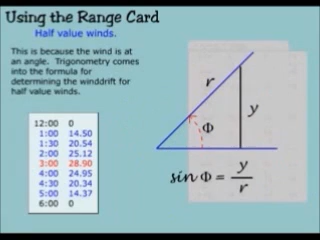 Using the Range Card
Half value winds.
This is because the wind is at
an angle. Trigonometry comes
into the formula for
determining the winddrift for
half value winds.
12:00 0
1:00 14.50
1:30 20.54
2:00 25.12
3:00 28.90
4:00 24.95
4:30 20.34
5:00 14.37
6:00 0
r
y
Φ
sin Φ = y/r